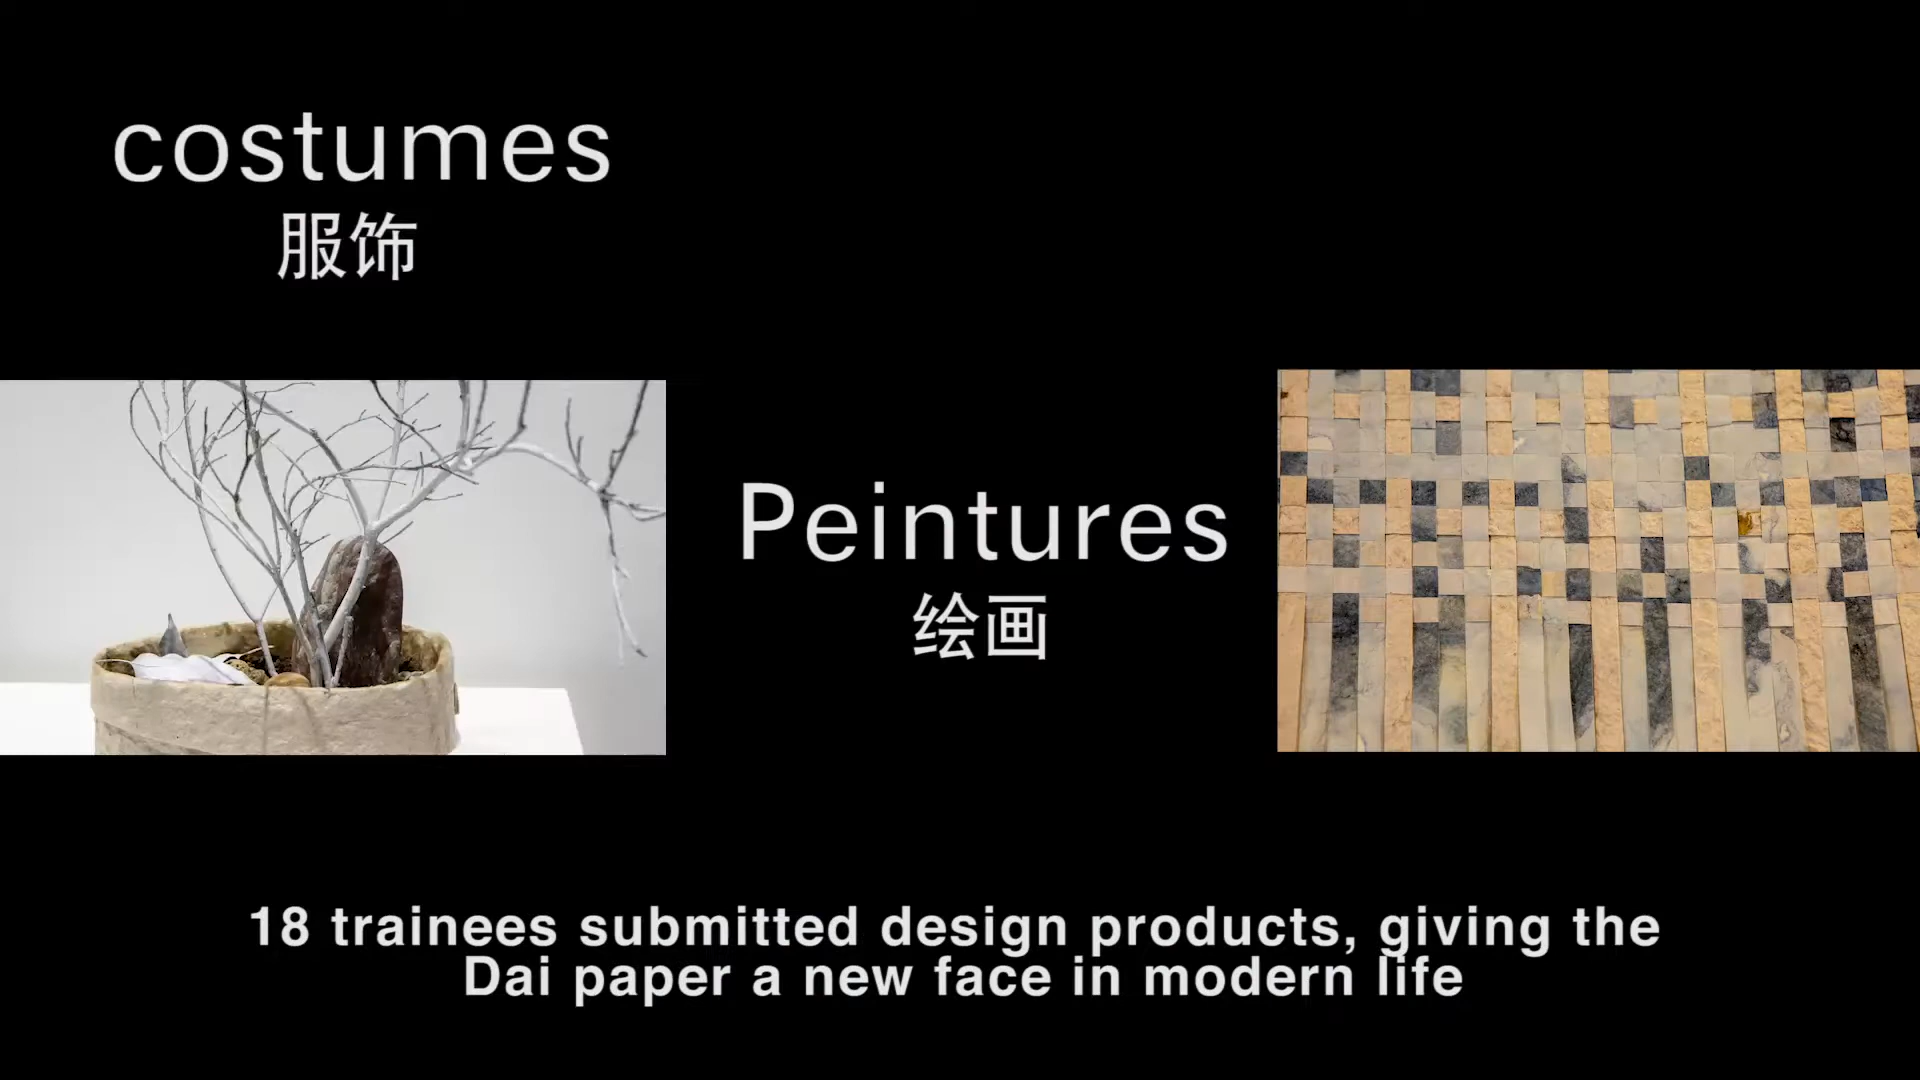 costumes
服饰
Peintures
绘画
18 trainees submitted design products, giving the
Dai paper a new face in modern life